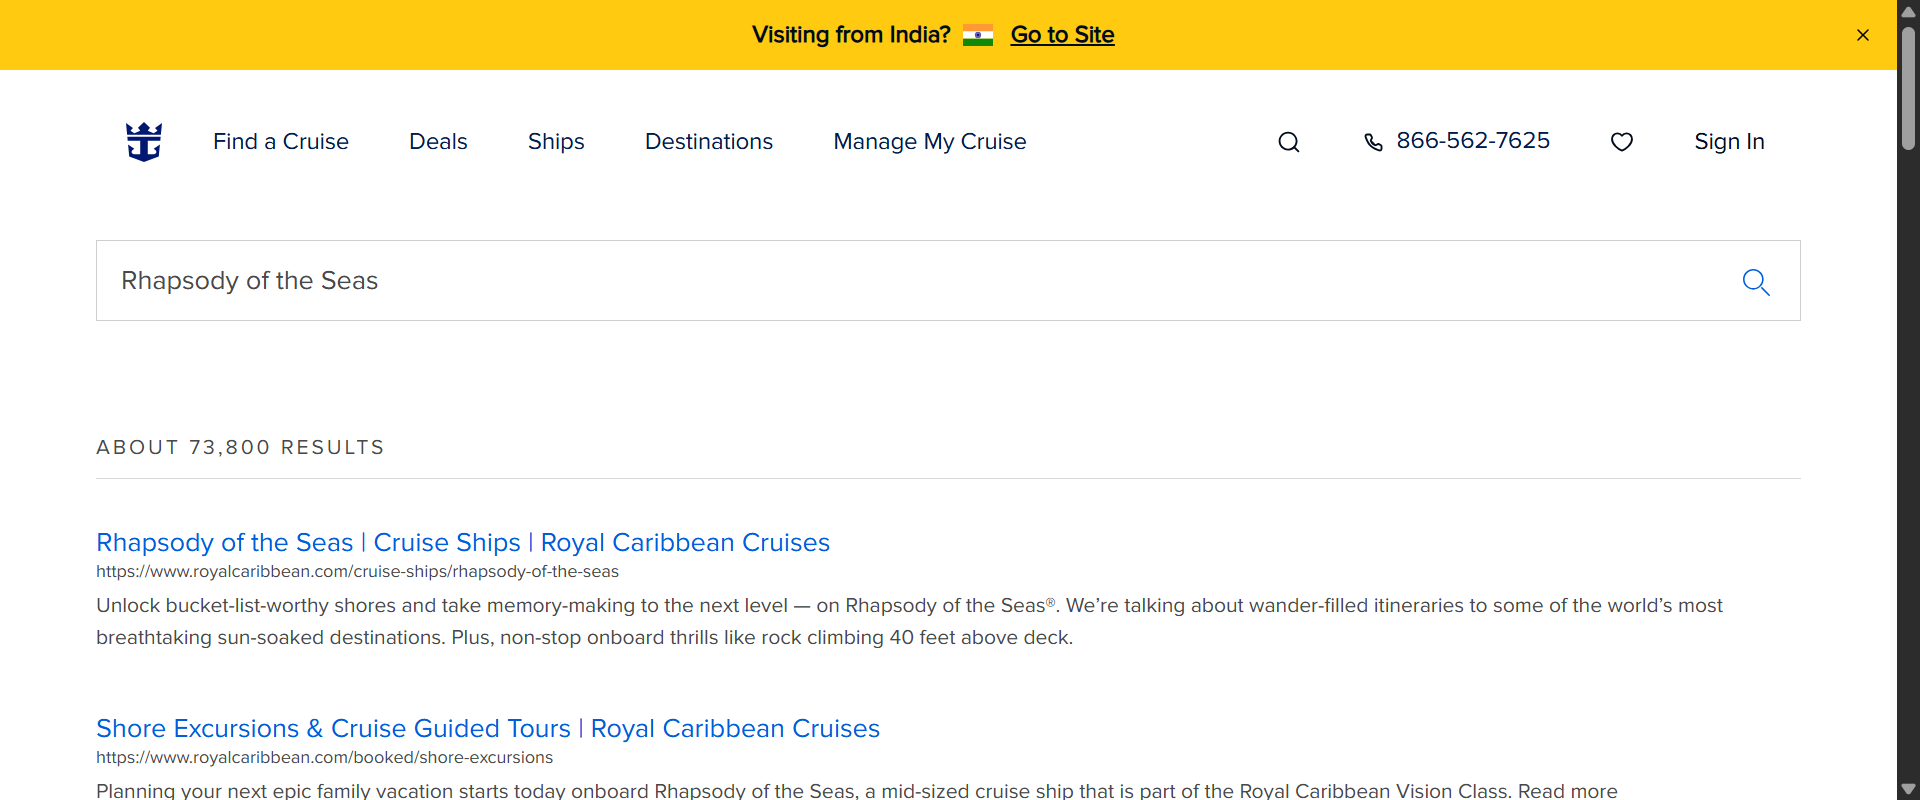 Visiting from India? Go to Site
Find a Cruise Deals Ships Destinations Manage My Cruise 866-562-7625 Sign In
Rhapsody of the Seas
ABOUT 73,800 RESULTS
Rhapsody of the Seas | Cruise Ships | Royal Caribbean Cruises
https://www.royalcaribbean.com/cruise-ships/rhapsody-of-the-seas
Unlock bucket-list-worthy shores and take memory-making to the next level — on Rhapsody of the Seas®. We’re talking about wander-filled itineraries to some of the world’s most
breathtaking sun-soaked destinations. Plus, non-stop onboard thrills like rock climbing 40 feet above deck.
Shore Excursions & Cruise Guided Tours | Royal Caribbean Cruises
https://www.royalcaribbean.com/booked/shore-excursions
Planning your next epic family vacation starts today onboard Rhapsody of the Seas, a mid-sized cruise ship that is part of the Royal Caribbean Vision Class. Read more